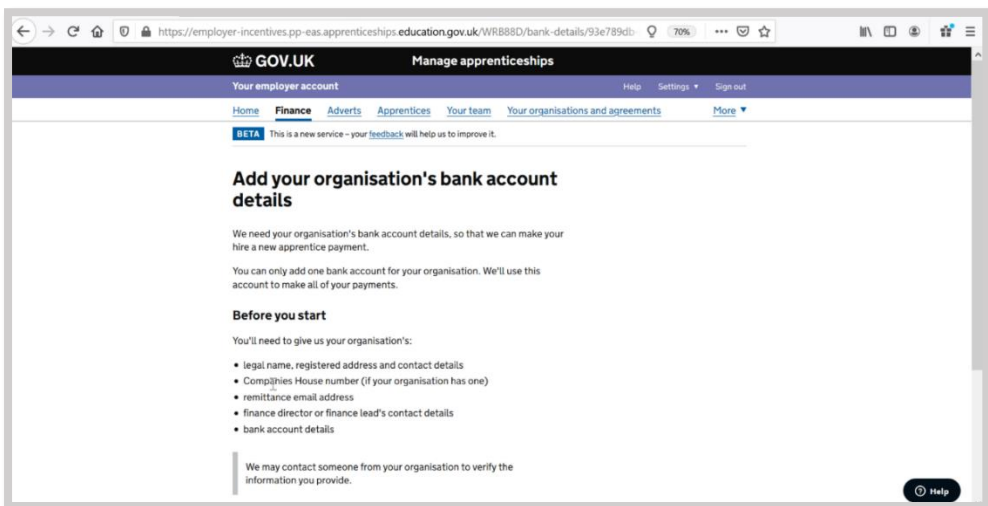 https://employer-incentives.pp-eas.apprenticeships.education.gov.uk/WRB88D/bank-details/93e789db
70%
GOV.UK
Manage apprenticeships
Your employer account
Help Settings Sign out
Home Finance Adverts Apprentices Your team Your organisations and agreements More
BETA This is a new service – your feedback will help us to improve it.
Add your organisation's bank account
details
We need your organisation's bank account details, so that we can make your
hire a new apprentice payment.
You can only add one bank account for your organisation. We'll use this
account to make all of your payments.
Before you start
You'll need to give us your organisation's:
• legal name, registered address and contact details
• Companies House number (if your organisation has one)
• remittance email address
• finance director or finance lead's contact details
• bank account details
We may contact someone from your organisation to verify the
information you provide.
Help